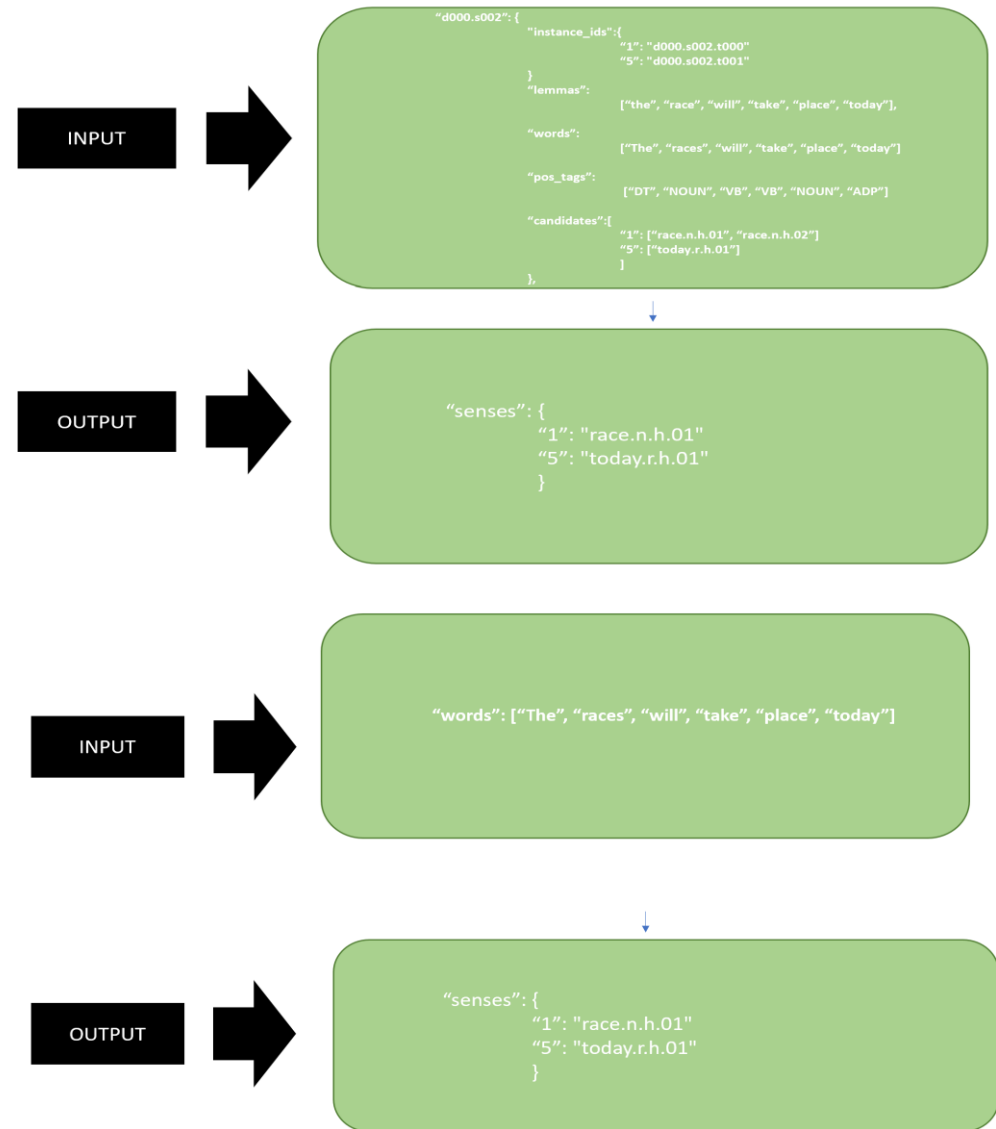 “d000.s002”: {
"instance_ids":{
“1”: "d000.s002.t000"
“5”: "d000.s002.t001"
}
“lemmas”:
[“the”, “race”, “will”, “take”, “place”, “today”],
“words”:
[“The”, “races”, “will”, “take”, “place”, “today”]
“pos_tags”:
[“DT”, “NOUN”, “VB”, “VB”, “NOUN”, “ADP”]
“candidates”:[
“1”: [“race.n.h.01”, “race.n.h.02”]
“5”: [“today.r.h.01”]
]
},
INPUT
OUTPUT
“senses”: {
“1”: "race.n.h.01"
“5”: "today.r.h.01"
}
INPUT
“words”: [“The”, “races”, “will”, “take”, “place”, “today”]
OUTPUT
“senses”: {
“1”: "race.n.h.01"
“5”: "today.r.h.01"
}